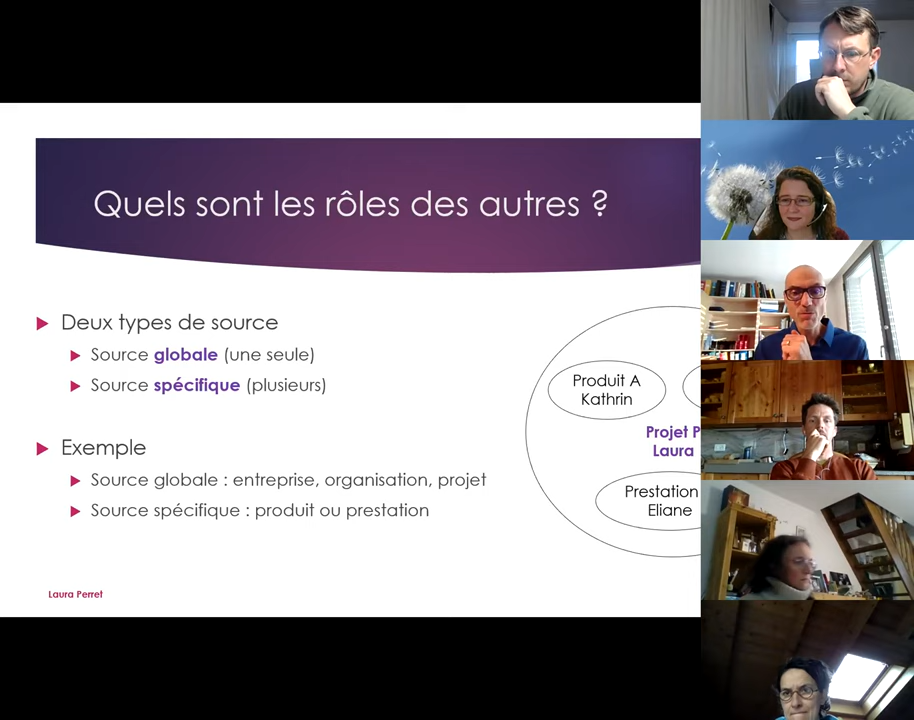 Quels sont les rôles des autres ?
Deux types de source
Source globale (une seule)
Source spécifique (plusieurs)
Exemple
Source globale : entreprise, organisation, projet
Source spécifique : produit ou prestation
Produit A
Kathrin
Projet P
Laura
Prestation
Eliane
Laura Perret